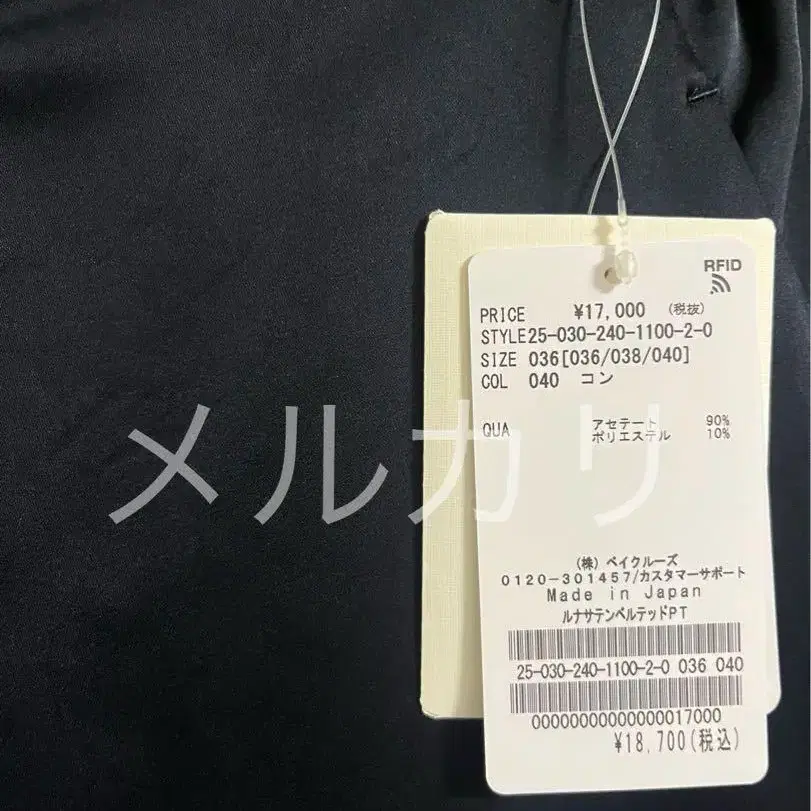 RFID
PRICE ¥17,000 (税抜)
STYLE25-030-240-1100-2-0
SIZE 036[036/038/040]
COL 040 コン
QUA アセテート 90%
ポリエステル 10%
メルカリ
(株) ベイクルーズ
0120-301457/カスタマーサポート
Made in Japan
ルナサテンベルテッドPT
25-030-240-1100-2-0 036 040
00000000000000017000
¥18,700(税込)